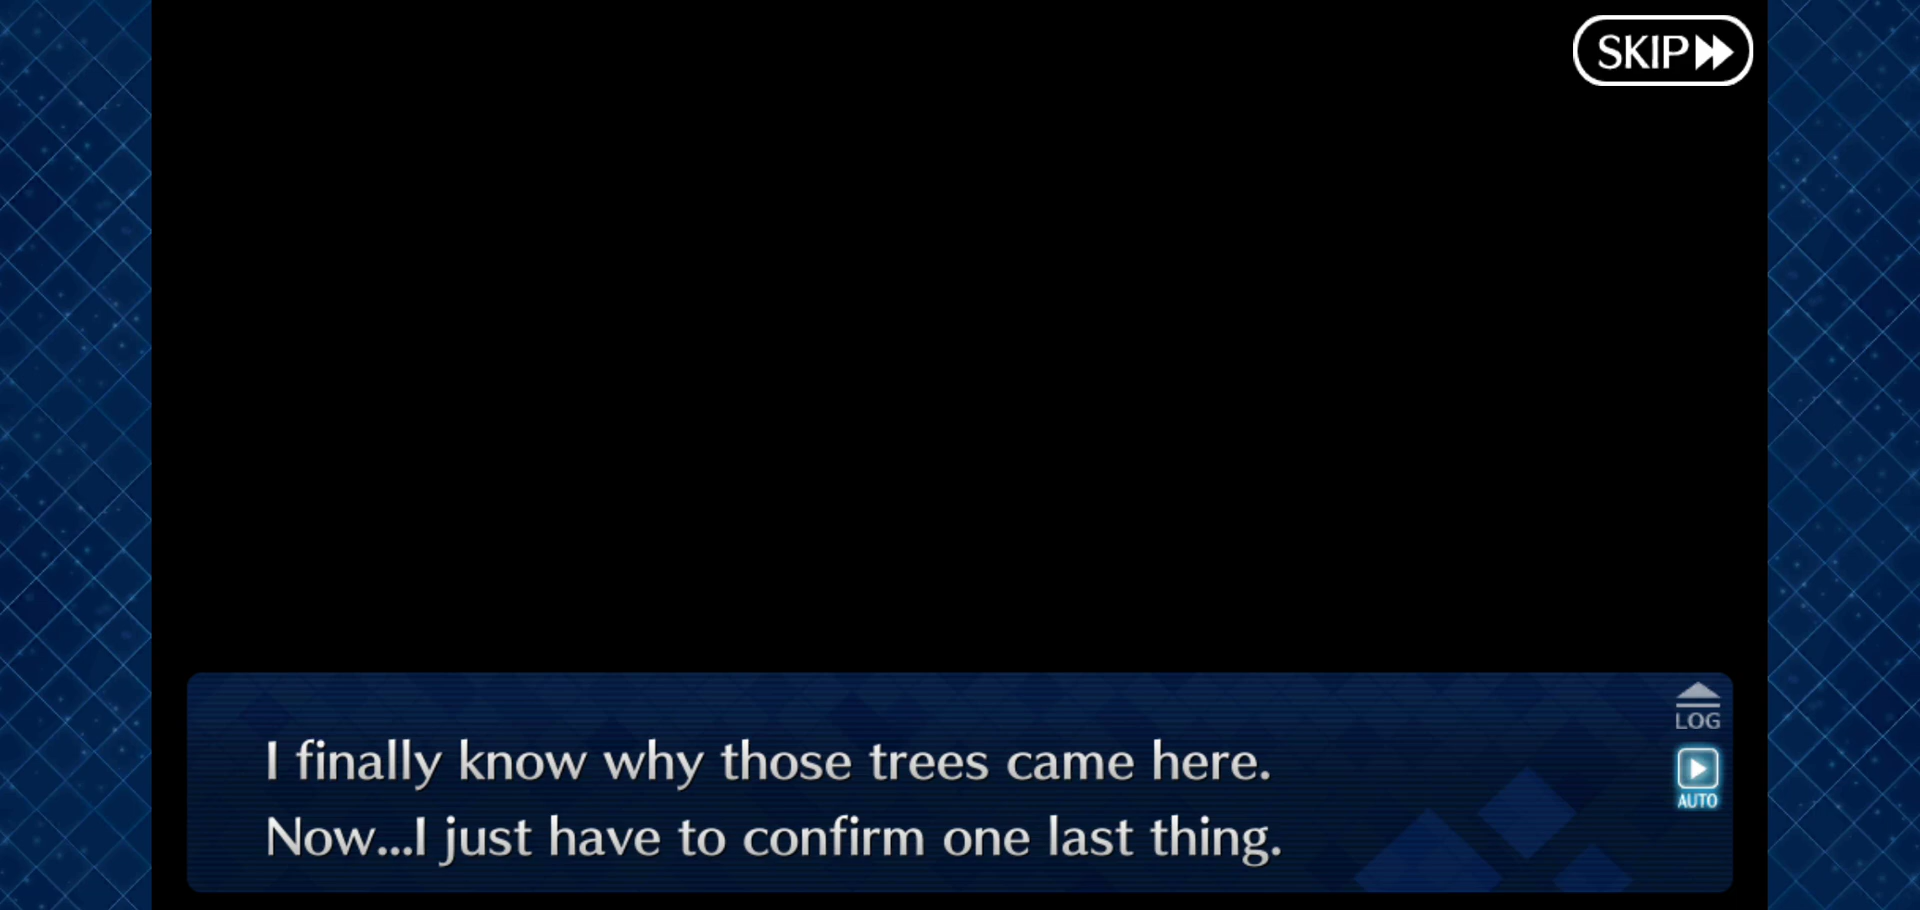 SKIP
LOG
I finally know why those trees came here.
AUTO
Now...I just have to confirm one last thing.